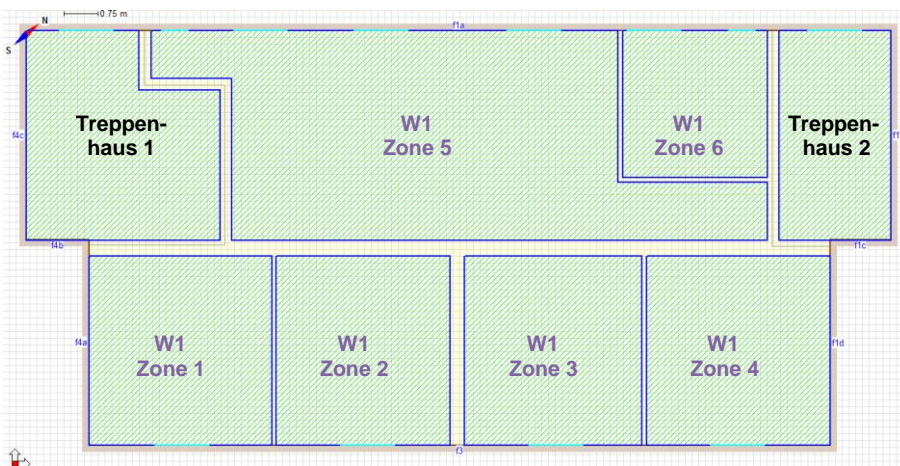 N
0.75 m
S
f1a
f4c
Treppen-
haus 1
W1
Zone 5
W1
Zone 6
Treppen-
haus 2
f1
f4b
f1c
f4a
W1
Zone 1
W1
Zone 2
W1
Zone 3
W1
Zone 4
f1d
f3